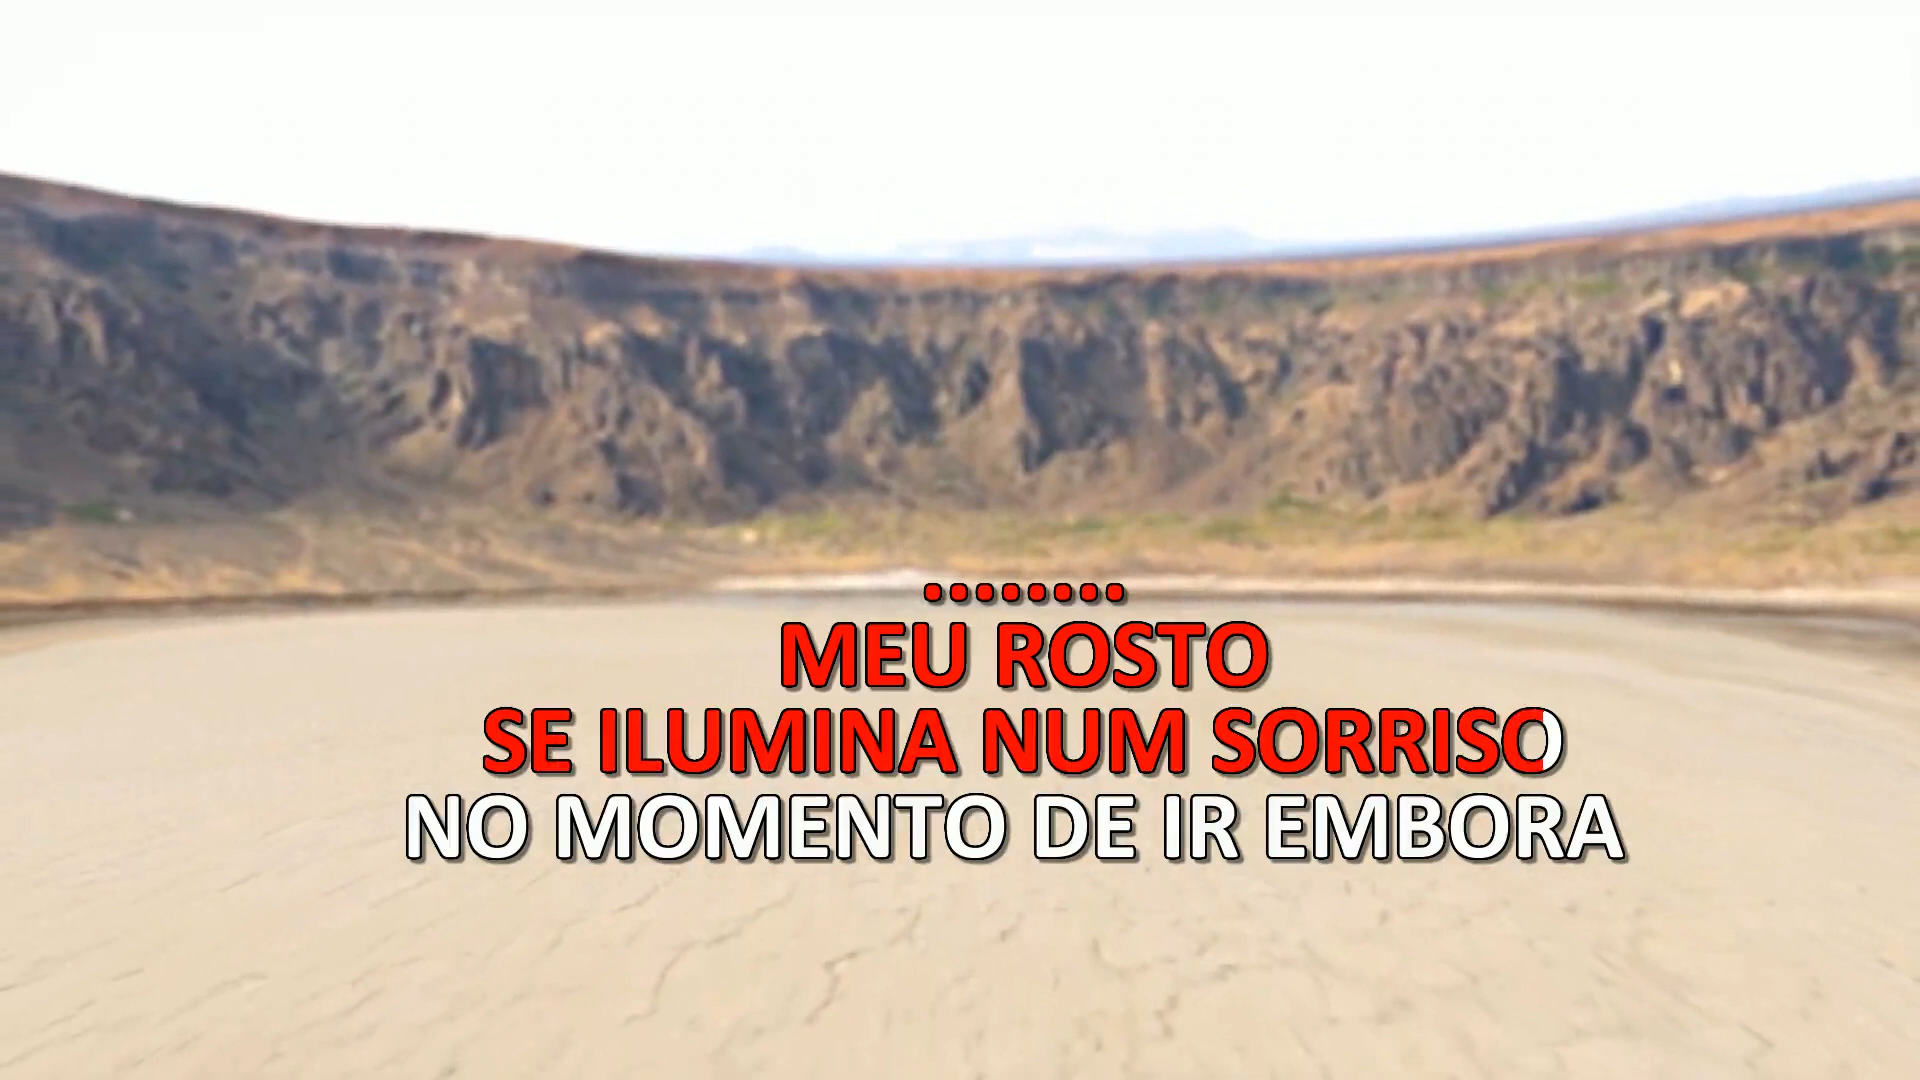 ........
MEU ROSTO
SE ILUMINA NUM SORRISO
NO MOMENTO DE IR EMBORA